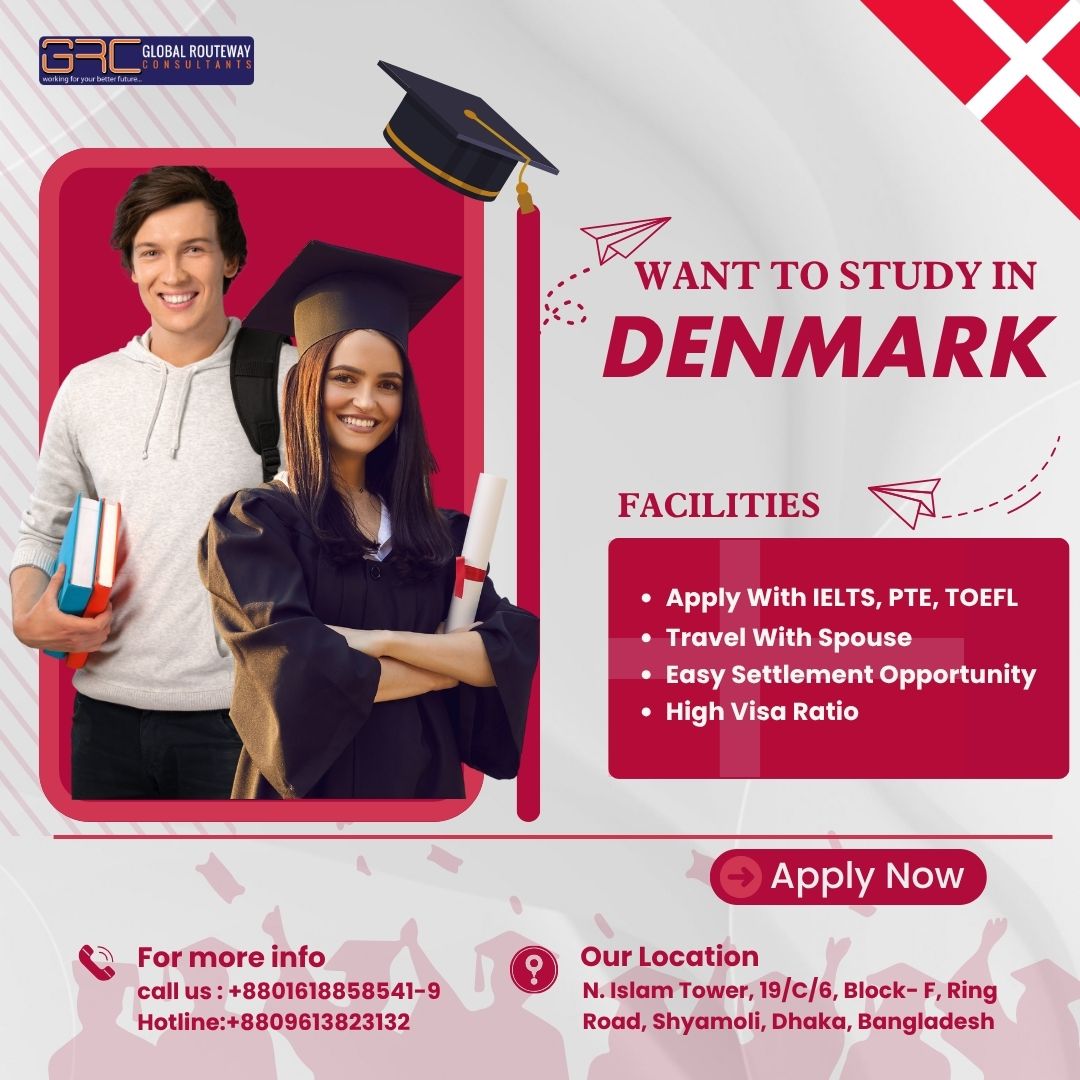 GRC GLOBAL ROUTEWAY
CONSULTANTS
working for your better future...
WANT TO STUDY IN
DENMARK
FACILITIES
• Apply With IELTS, PTE, TOEFL
• Travel With Spouse
• Easy Settlement Opportunity
• High Visa Ratio
Apply Now
For more info
call us : +8801618858541-9
Hotline:+8809613823132
Our Location
N. Islam Tower, 19/C/6, Block- F, Ring
Road, Shyamoli, Dhaka, Bangladesh